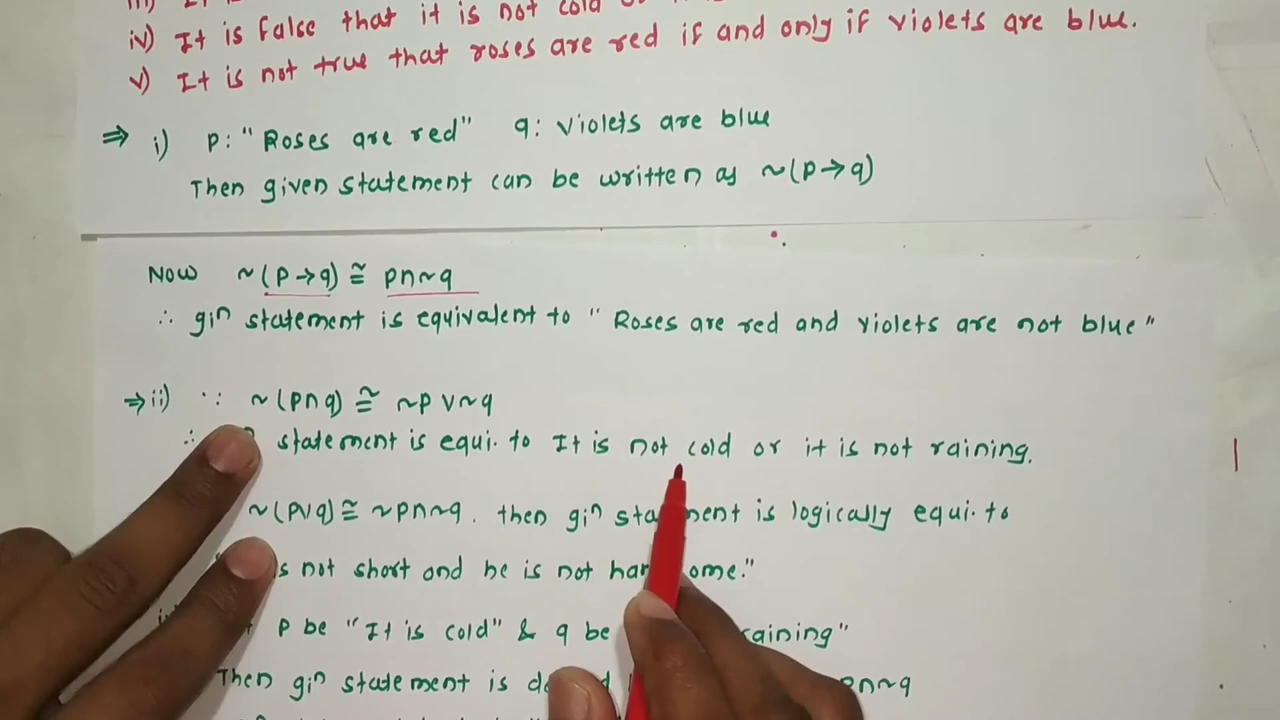 iv) It is false that it is not cold
v) It is not true that roses are red if and only if violets are blue.
⇒ i) p: "Roses are red" q: violets are blue
Then given statement can be written as ~(p→q)
Now ~(p→q) ≅ p∩~q
∴ giⁿ statement is equivalent to "Roses are red and violets are not blue"
⇒ ii) ∵ ~(p∩q) ≅ ~p ∨ ~q
∴ statement is equi. to It is not cold or it is not raining.
~(p∨q) ≅ ~p∩~q. then giⁿ statement is logically equi. to
is not short and he is not
p be "It is cold" & q be raining"
Then giⁿ statement is p∩~q